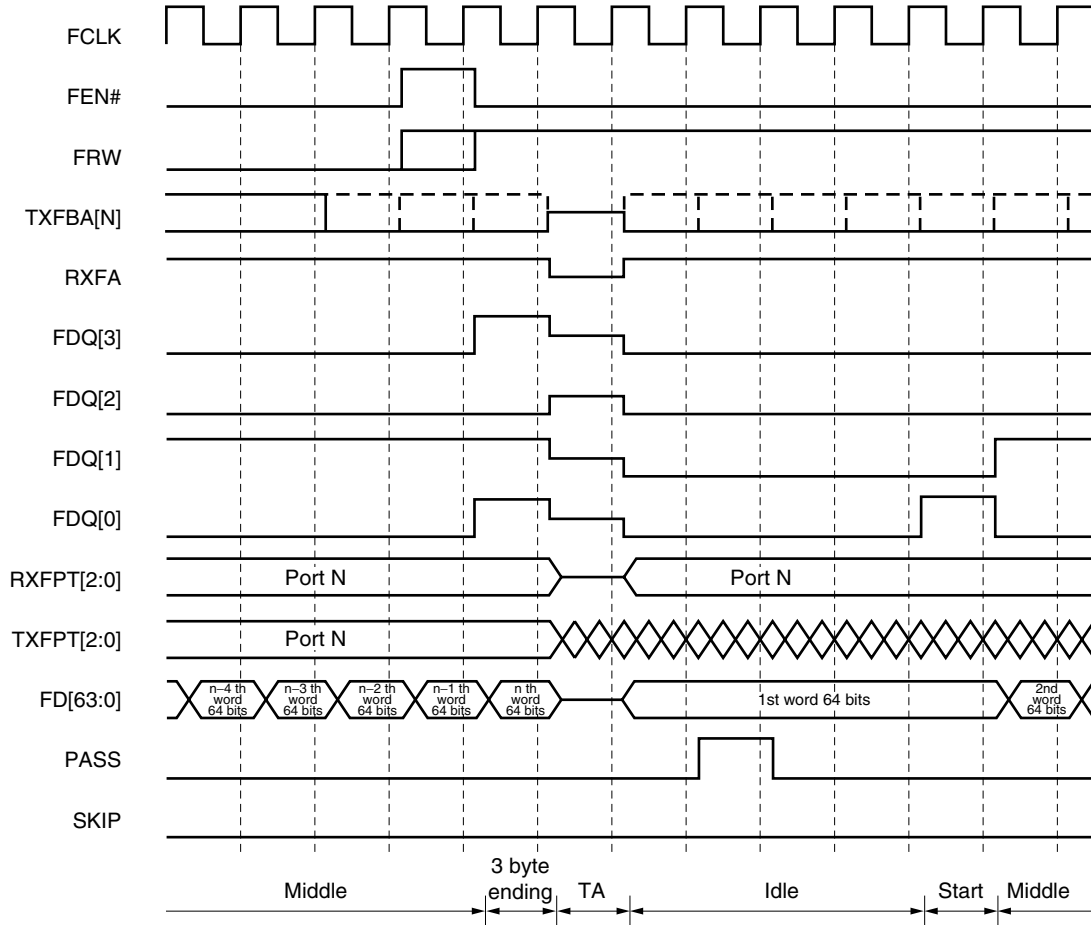 FCLK
FEN#
FRW
TXFBA[N]
RXFA
FDQ[3]
FDQ[2]
FDQ[1]
FDQ[0]
RXFPT[2:0]
Port N
Port N
TXFPT[2:0]
Port N
FD[63:0]
n–4 th
word
64 bits
n–3 th
word
64 bits
n–2 th
word
64 bits
n–1 th
word
64 bits
n th
word
64 bits
1st word 64 bits
2nd
word
64 bits
PASS
SKIP
Middle
3 byte
ending
TA
Idle
Start
Middle